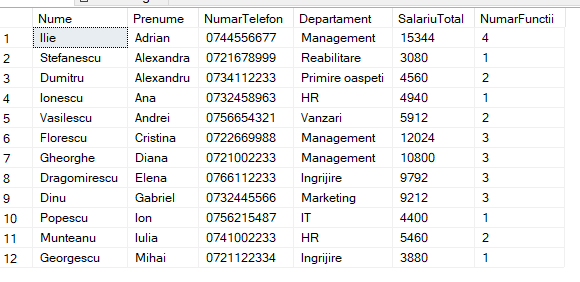 Nume Prenume NumarTelefon Departament SalariuTotal NumarFunctii
1 Ilie Adrian 0744556677 Management 15344 4
2 Stefanescu Alexandra 0721678999 Reabilitare 3080 1
3 Dumitru Alexandru 0734112233 Primire oaspeti 4560 2
4 Ionescu Ana 0732458963 HR 4940 1
5 Vasilescu Andrei 0756654321 Vanzari 5912 2
6 Florescu Cristina 0722669988 Management 12024 3
7 Gheorghe Diana 0721002233 Management 10800 3
8 Dragomirescu Elena 0766112233 Ingrijire 9792 3
9 Dinu Gabriel 0732445566 Marketing 9212 3
10 Popescu Ion 0756215487 IT 4400 1
11 Munteanu Iulia 0741002233 HR 5460 2
12 Georgescu Mihai 0721122334 Ingrijire 3880 1